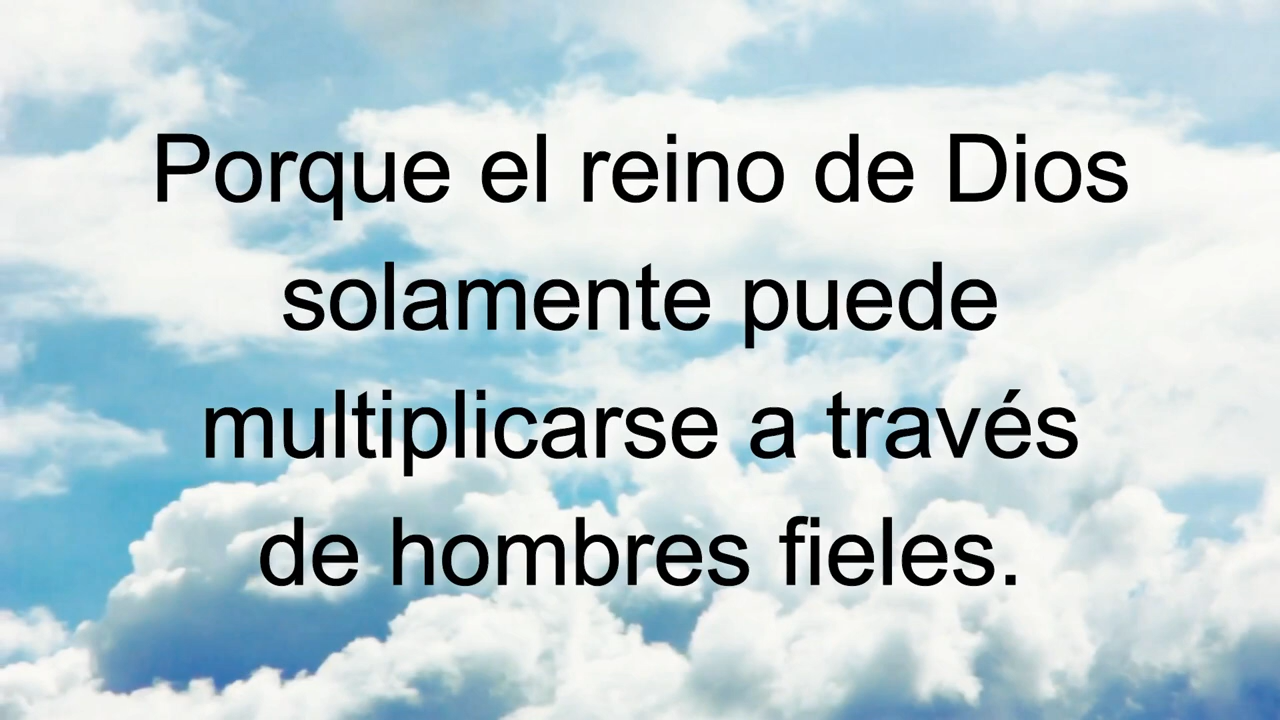 Porque el reino de Dios
solamente puede
multiplicarse a través
de hombres fieles.